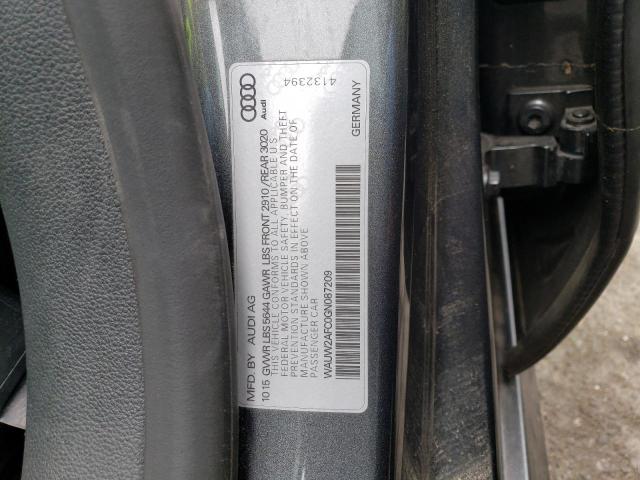 MFD. BY AUDI AG
Audi
10 15 GVWR LBS 5644 GAWR LBS FRONT 2910/REAR 3020
THIS VEHICLE CONFORMS TO ALL APPLICABLE U.S.
FEDERAL MOTOR VEHICLE SAFETY, BUMPER AND THEFT
PREVENTION STANDARDS IN EFFECT ON THE DATE OF
MANUFACTURE SHOWN ABOVE.
PASSENGER CAR
WAUW2AFC0GN087209
GERMANY
4132394